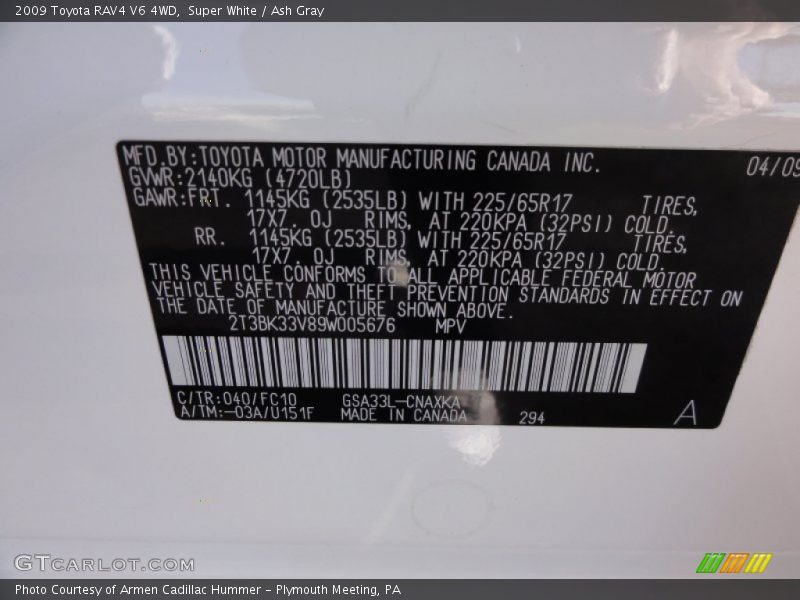 2009 Toyota RAV4 V6 4WD, Super White / Ash Gray
MFD.BY:TOYOTA MOTOR MANUFACTURING CANADA INC. 04/09
GVWR:2140KG (4720LB)
GAWR:FRT. 1145KG (2535LB) WITH 225/65R17 TIRES,
17X7.0J RIMS, AT 220KPA (32PSI) COLD.
RR. 1145KG (2535LB) WITH 225/65R17 TIRES,
17X7.0J RIMS, AT 220KPA (32PSI) COLD.
THIS VEHICLE CONFORMS TO ALL APPLICABLE FEDERAL MOTOR
VEHICLE SAFETY AND THEFT PREVENTION STANDARDS IN EFFECT ON
THE DATE OF MANUFACTURE SHOWN ABOVE.
2T3BK33V89W005676 MPV
C/TR:040/FC10 GSA33L-CNAXKA
A/TM:-03A/U151F MADE IN CANADA 294 A
GTCARLOT.COM
Photo Courtesy of Armen Cadillac Hummer - Plymouth Meeting, PA